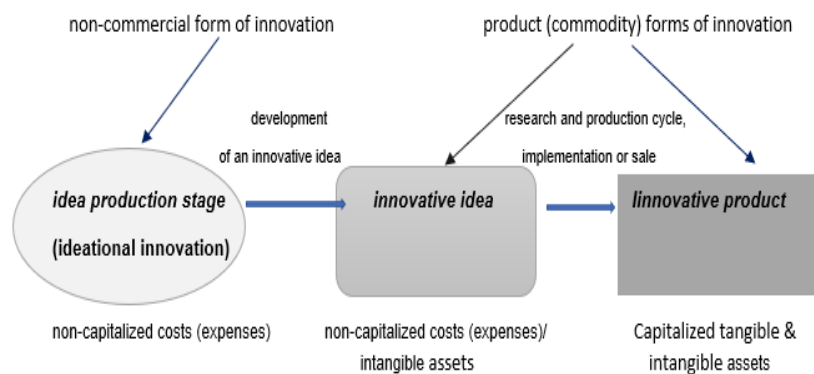 non-commercial form of innovation
product (commodity) forms of innovation
development
of an innovative idea
research and production cycle,
implementation or sale
idea production stage
(ideational innovation)
innovative idea
Iinnovative product
non-capitalized costs (expenses)
non-capitalized costs (expenses)/
intangible assets
Capitalized tangible &
intangible assets